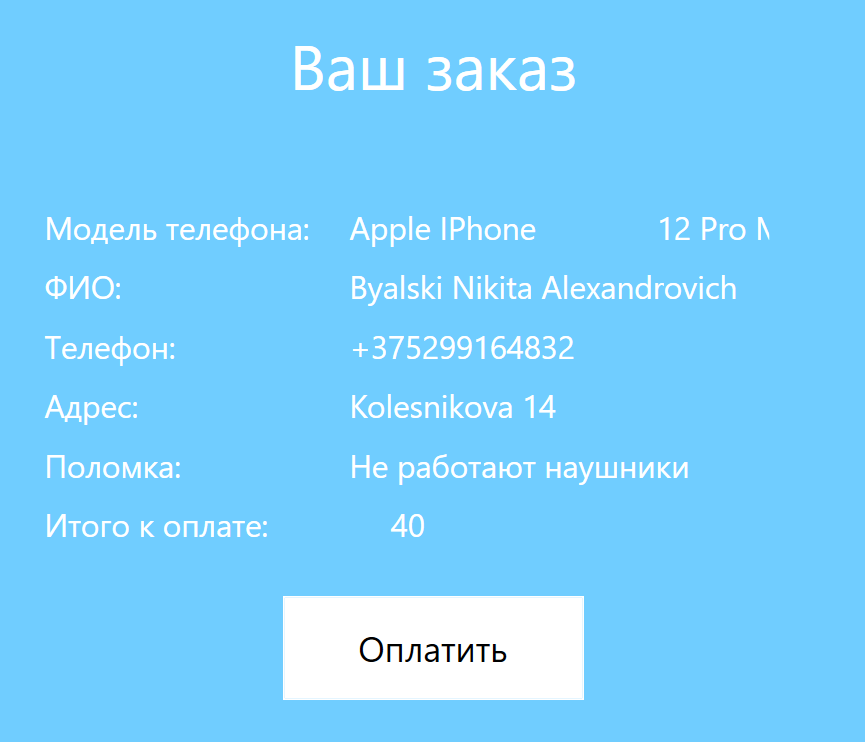 Ваш заказ
Модель телефона: Apple IPhone 12 Pro
ФИО: Byalski Nikita Alexandrovich
Телефон: +375299164832
Адрес: Kolesnikova 14
Поломка: Не работают наушники
Итого к оплате: 40
Оплатить